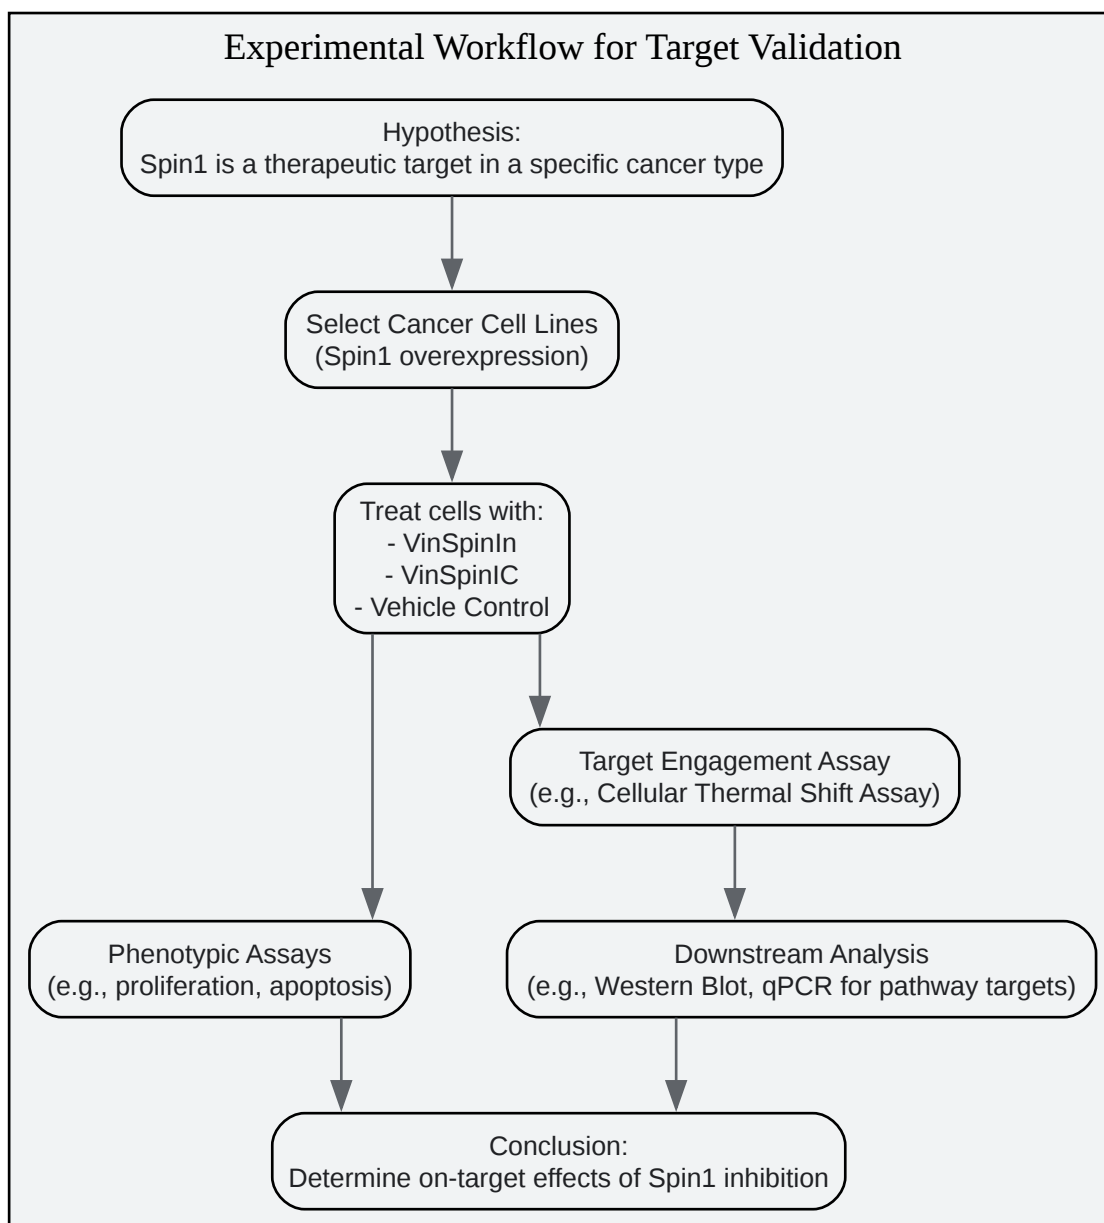 Experimental Workflow for Target Validation
Hypothesis:
Spin1 is a therapeutic target in a specific cancer type
Select Cancer Cell Lines
(Spin1 overexpression)
Treat cells with:
- VinSpinIn
- VinSpinIC
- Vehicle Control
Target Engagement Assay
(e.g., Cellular Thermal Shift Assay)
Phenotypic Assays
(e.g., proliferation, apoptosis)
Downstream Analysis
(e.g., Western Blot, qPCR for pathway targets)
Conclusion:
Determine on-target effects of Spin1 inhibition